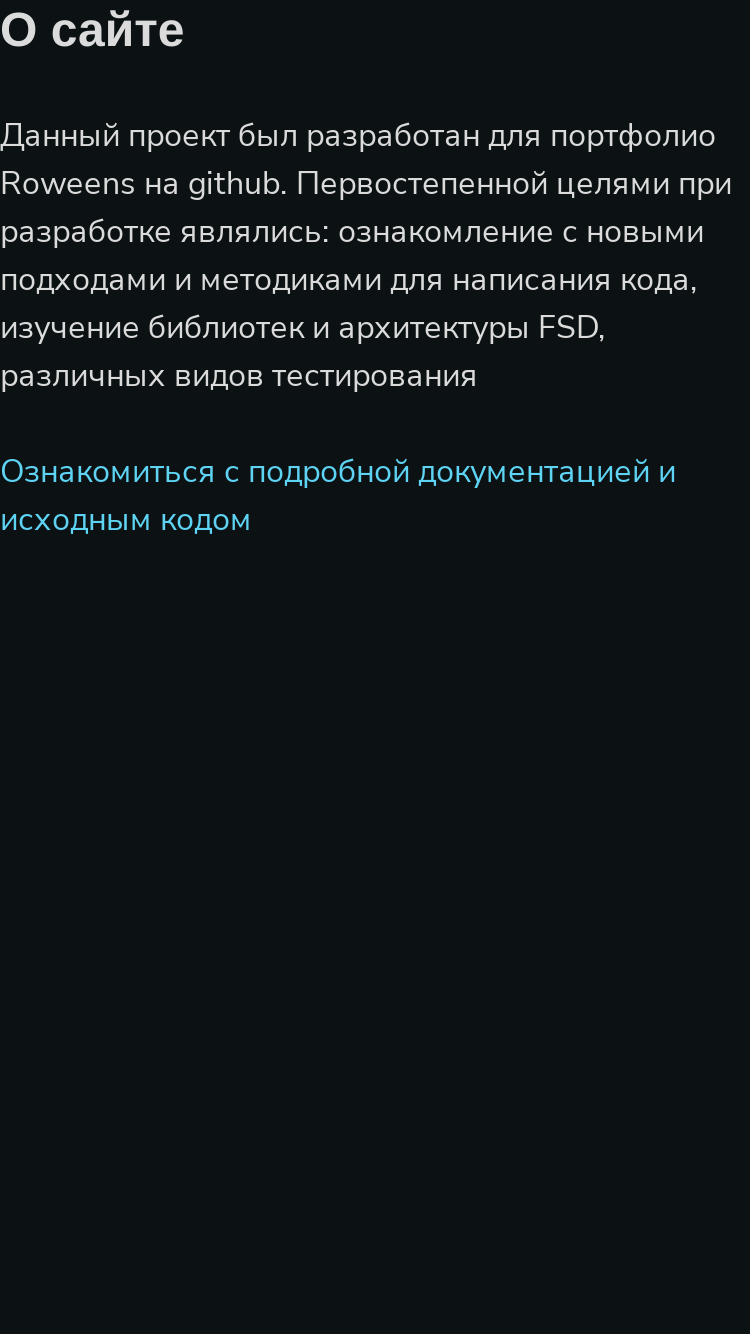 О сайте
Данный проект был разработан для портфолио
Roweens на github. Первостепенной целями при
разработке являлись: ознакомление с новыми
подходами и методиками для написания кода,
изучение библиотек и архитектуры FSD,
различных видов тестирования
Ознакомиться с подробной документацией и
исходным кодом